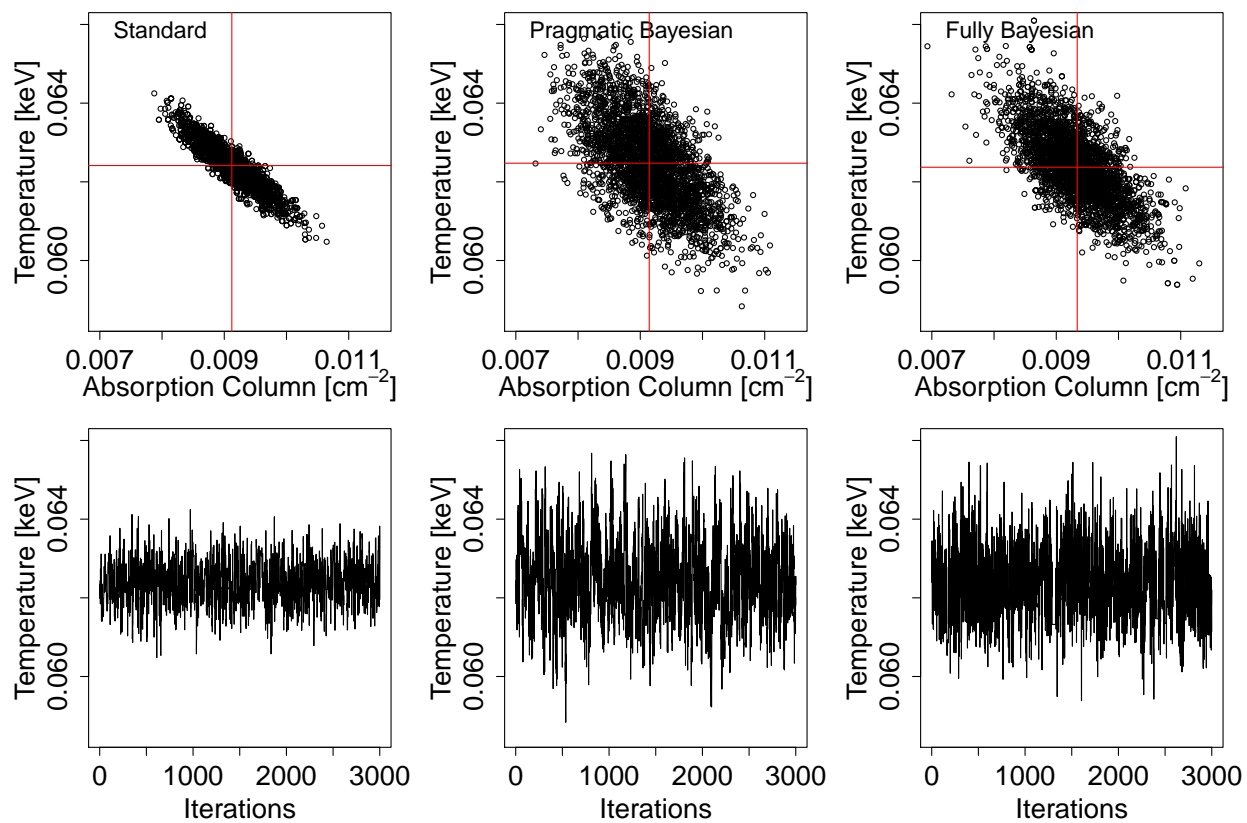 Standard
Temperature [keV]
0.060 0.064
0.007 0.009 0.011
Absorption Column [cm−2]
Pragmatic Bayesian
Temperature [keV]
0.060 0.064
0.007 0.009 0.011
Absorption Column [cm−2]
Fully Bayesian
Temperature [keV]
0.060 0.064
0.007 0.009 0.011
Absorption Column [cm−2]
Temperature [keV]
0.060 0.064
0 1000 2000 3000
Iterations
Temperature [keV]
0.060 0.064
0 1000 2000 3000
Iterations
Temperature [keV]
0.060 0.064
0 1000 2000 3000
Iterations